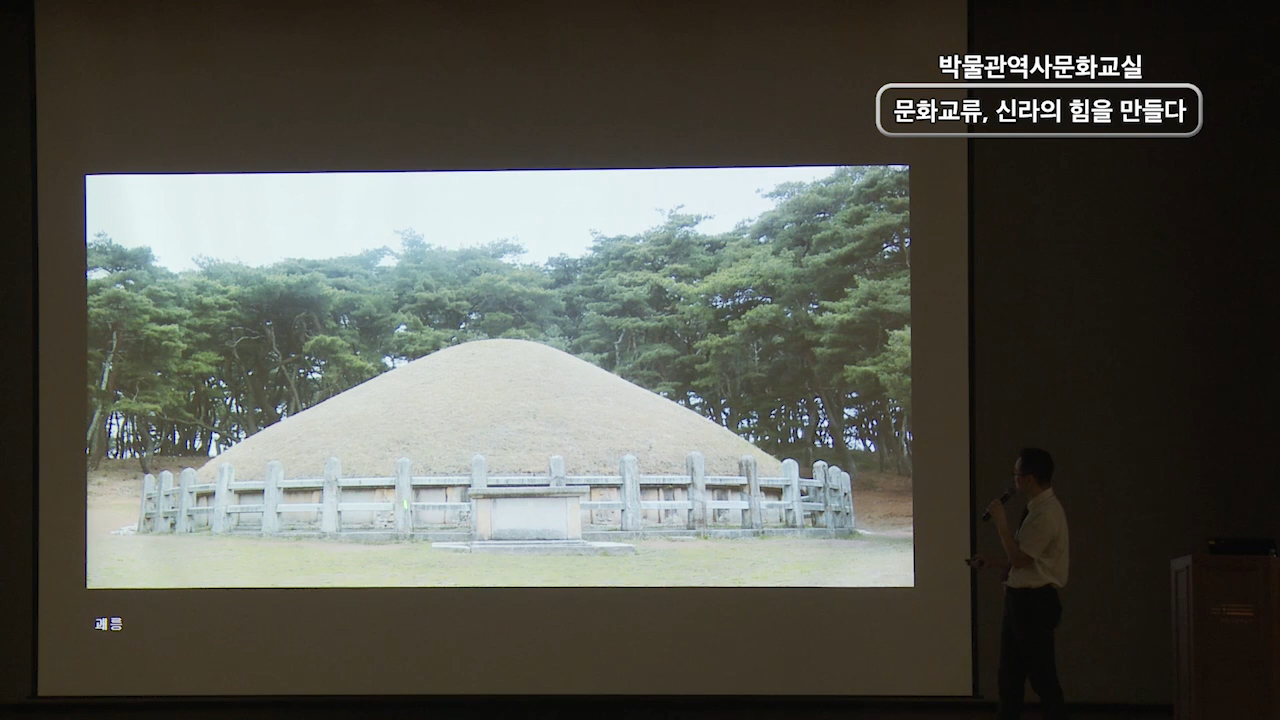 박물관역사문화교실
문화교류, 신라의 힘을 만들다
괘릉